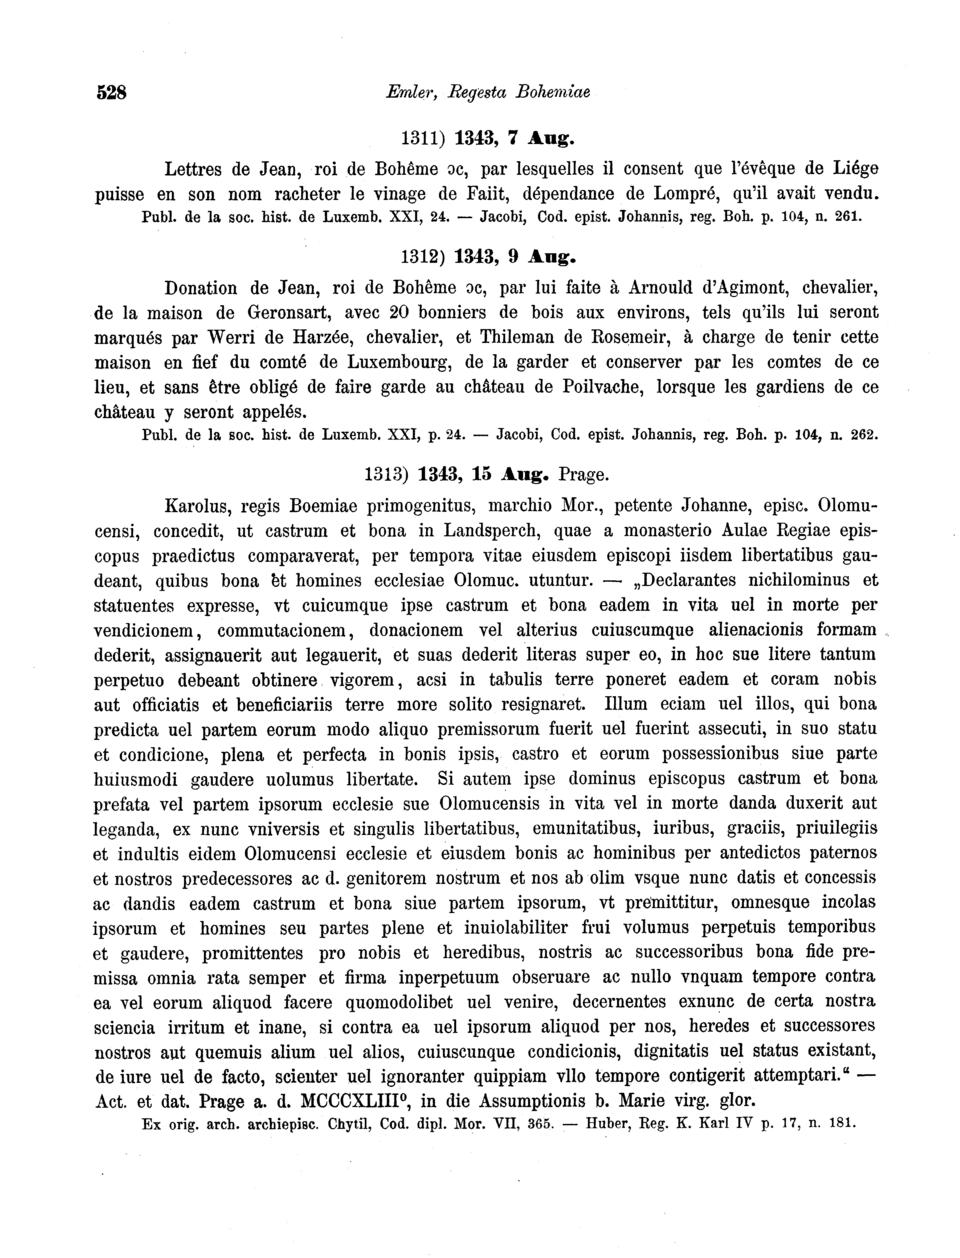 528 Emler, Regesta Bohemiae
1311) 1343, 7 Aug.
Lettres de Jean, roi de Bohême ɔc, par lesquelles il consent que l'évêque de Liége
puisse en son nom racheter le vinage de Faiit, dépendance de Lompré, qu'il avait vendu.
Publ. de la soc. hist. de Luxemb. XXI, 24. — Jacobi, Cod. epist. Johannis, reg. Boh. p. 104, n. 261.
1312) 1343, 9 Aug.
Donation de Jean, roi de Bohême ɔc, par lui faite à Arnould d'Agimont, chevalier,
de la maison de Geronsart, avec 20 bonniers de bois aux environs, tels qu'ils lui seront
marqués par Werri de Harzée, chevalier, et Thileman de Rosemeir, à charge de tenir cette
maison en fief du comté de Luxembourg, de la garder et conserver par les comtes de ce
lieu, et sans être obligé de faire garde au château de Poilvache, lorsque les gardiens de ce
château y seront appelés.
Publ. de la soc. hist. de Luxemb. XXI, p. 24. — Jacobi, Cod. epist. Johannis, reg. Boh. p. 104, n. 262.
1313) 1343, 15 Aug. Prage.
Karolus, regis Boemiae primogenitus, marchio Mor., petente Johanne, episc. Olomu-
censi, concedit, ut castrum et bona in Landsperch, quae a monasterio Aulae Regiae epis-
copus praedictus comparaverat, per tempora vitae eiusdem episcopi iisdem libertatibus gau-
deant, quibus bona et homines ecclesiae Olomuc. utuntur. — „Declarantes nichilominus et
statuentes expresse, vt cuicumque ipse castrum et bona eadem in vita uel in morte per
vendicionem, commutacionem, donacionem vel alterius cuiuscumque alienacionis formam
dederit, assignauerit aut legauerit, et suas dederit literas super eo, in hoc sue litere tantum
perpetuo debeant obtinere vigorem, acsi in tabulis terre poneret eadem et coram nobis
aut officiatis et beneficiariis terre more solito resignaret. Illum eciam uel illos, qui bona
predicta uel partem eorum modo aliquo premissorum fuerit uel fuerint assecuti, in suo statu
et condicione, plena et perfecta in bonis ipsis, castro et eorum possessionibus siue parte
huiusmodi gaudere uolumus libertate. Si autem ipse dominus episcopus castrum et bona
prefata vel partem ipsorum ecclesie sue Olomucensis in vita vel in morte danda duxerit aut
leganda, ex nunc vniversis et singulis libertatibus, emunitatibus, iuribus, graciis, priuilegiis
et indultis eidem Olomucensi ecclesie et eiusdem bonis ac hominibus per antedictos paternos
et nostros predecessores ac d. genitorem nostrum et nos ab olim vsque nunc datis et concessis
ac dandis eadem castrum et bona siue partem ipsorum, vt premittitur, omnesque incolas
ipsorum et homines seu partes plene et inuiolabiliter frui volumus perpetuis temporibus
et gaudere, promittentes pro nobis et heredibus, nostris ac successoribus bona fide pre-
missa omnia rata semper et firma inperpetuum obseruare ac nullo vnquam tempore contra
ea vel eorum aliquod facere quomodolibet uel venire, decernentes exnunc de certa nostra
sciencia irritum et inane, si contra ea uel ipsorum aliquod per nos, heredes et successores
nostros aut quemuis alium uel alios, cuiuscunque condicionis, dignitatis uel status existant,
de iure uel de facto, scienter uel ignoranter quippiam vllo tempore contigerit attemptari.“ —
Act. et dat. Prage a. d. MCCCXLIII⁰, in die Assumptionis b. Marie virg. glor.
Ex orig. arch. archiepisc. Chytil, Cod. dipl. Mor. VII, 365. — Huber, Reg. K. Karl IV p. 17, n. 181.